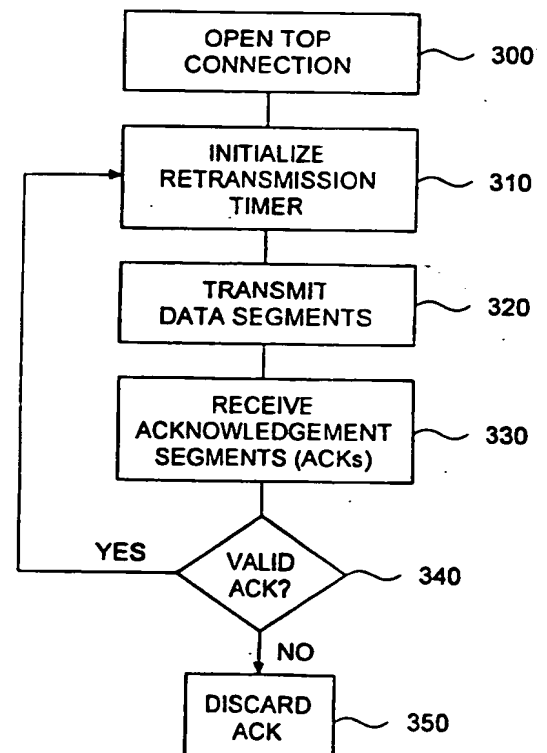 OPEN TOP
CONNECTION
300
INITIALIZE
RETRANSMISSION
TIMER
310
TRANSMIT
DATA SEGMENTS
320
RECEIVE
ACKNOWLEDGEMENT
SEGMENTS (ACKs)
330
YES
VALID
ACK?
340
NO
DISCARD
ACK
350